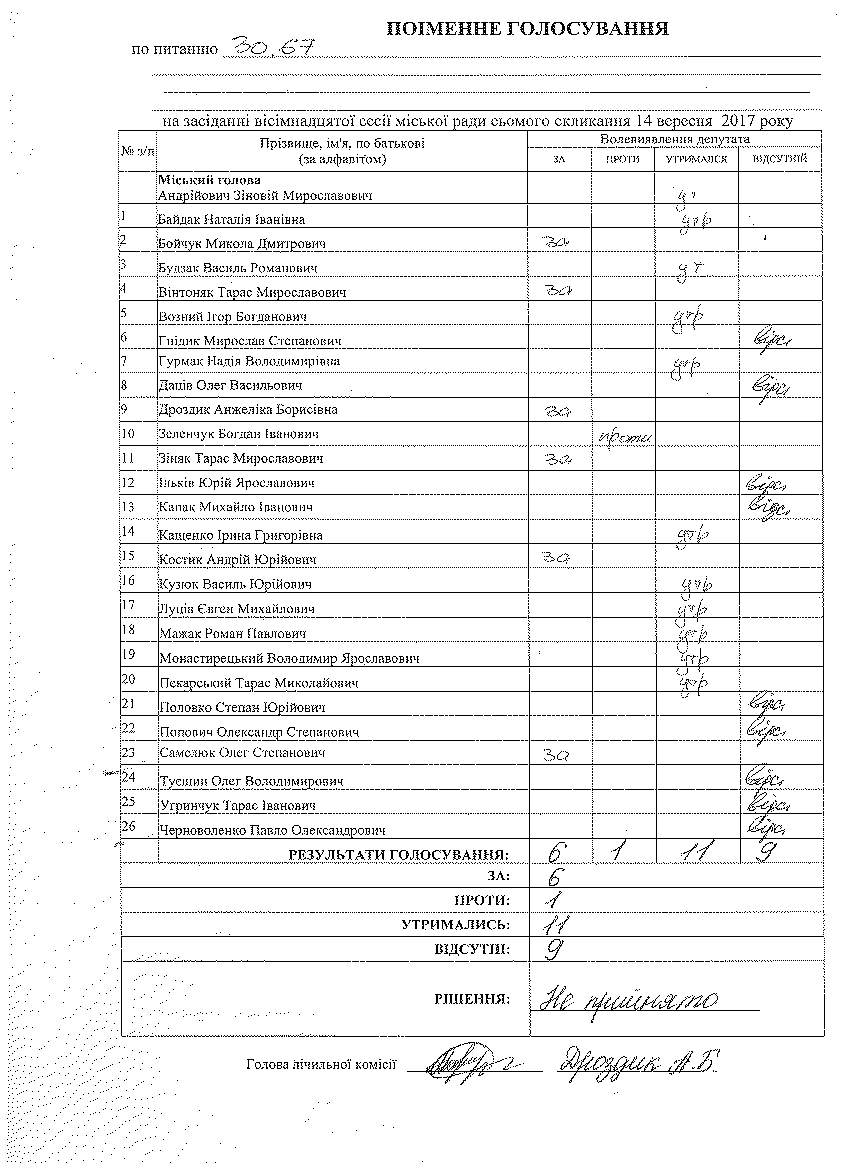 ПОІМЕННЕ ГОЛОСУВАННЯ
по питанню 30.67
на засіданні вісімнадцятої сесії міської ради сьомого скликання 14 вересня 2017 року
№ з/п Прізвище, ім'я, по батькові (за алфавітом) Волевиявлення депутата
ЗА ПРОТИ УТРИМАВСЯ ВІДСУТНІЙ
Міський голова
Андрійович Зіновій Мирославович ут
1 Байдак Наталія Іванівна утр
2 Бойчук Микола Дмитрович за
3 Будзак Василь Романович ут
4 Вінтоняк Тарас Мирославович за
5 Возний Ігор Богданович утр
6 Гнідик Мирослав Степанович відс
7 Гурмак Надія Володимирівна утр
8 Даців Олег Васильович відс
9 Дроздик Анжеліка Борисівна за
10 Зеленчук Богдан Іванович проти
11 Зіняк Тарас Мирославович за
12 Ільків Юрій Ярославович відс
13 Капак Михайло Іванович відс
14 Кащенко Ірина Григорівна утр
15 Костик Андрій Юрійович за
16 Кузюк Василь Юрійович утр
17 Луців Євген Михайлович утр
18 Мажак Роман Павлович утр
19 Монастирецький Володимир Ярославович утр
20 Пекарський Тарас Миколайович утр
21 Половко Степан Юрійович відс
22 Попович Олександр Степанович відс
23 Самелюк Олег Степанович за
24 Туєшин Олег Володимирович відс
25 Угринчук Тарас Іванович відс
26 Черноволенко Павло Олександрович відс
РЕЗУЛЬТАТИ ГОЛОСУВАННЯ: 6 1 11 9
ЗА: 6
ПРОТИ: 1
УТРИМАЛИСЬ: 11
ВІДСУТНІ: 9
РІШЕННЯ: Не прийнято
Голова лічильної комісії Дроздик А.Б.